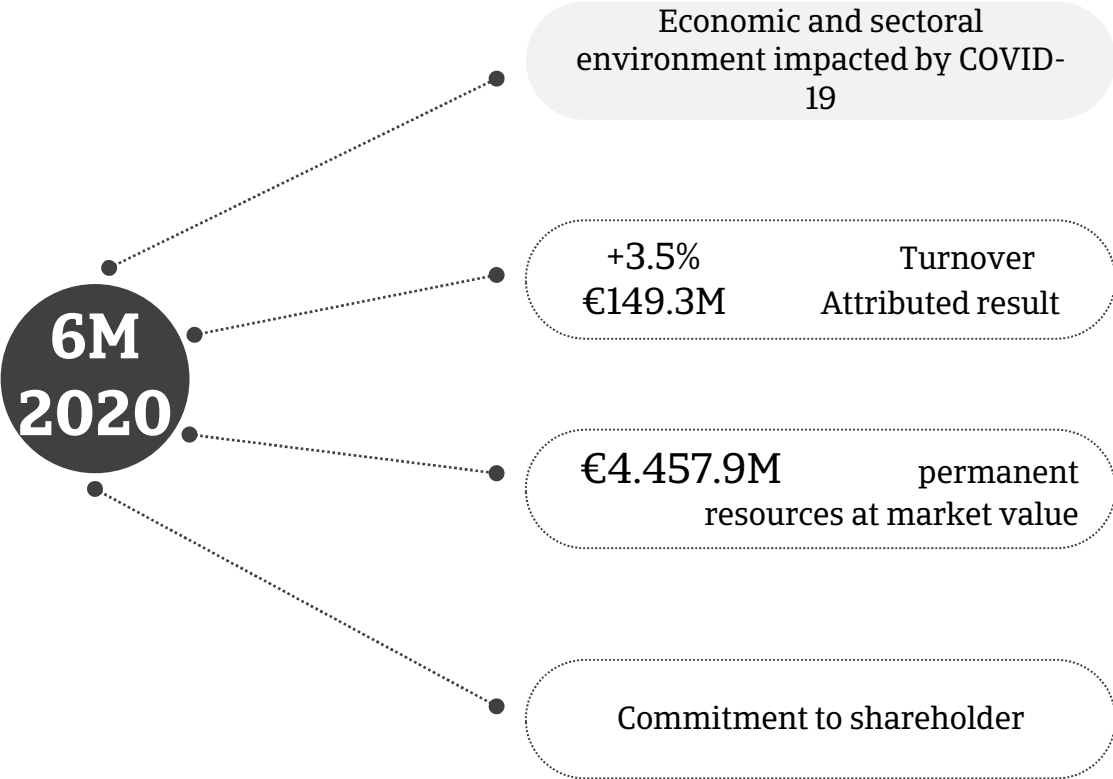 Economic and sectoral
environment impacted by COVID-
19
6M
2020
+3.5% Turnover
€149.3M Attributed result
€4.457.9M permanent
resources at market value
Commitment to shareholder